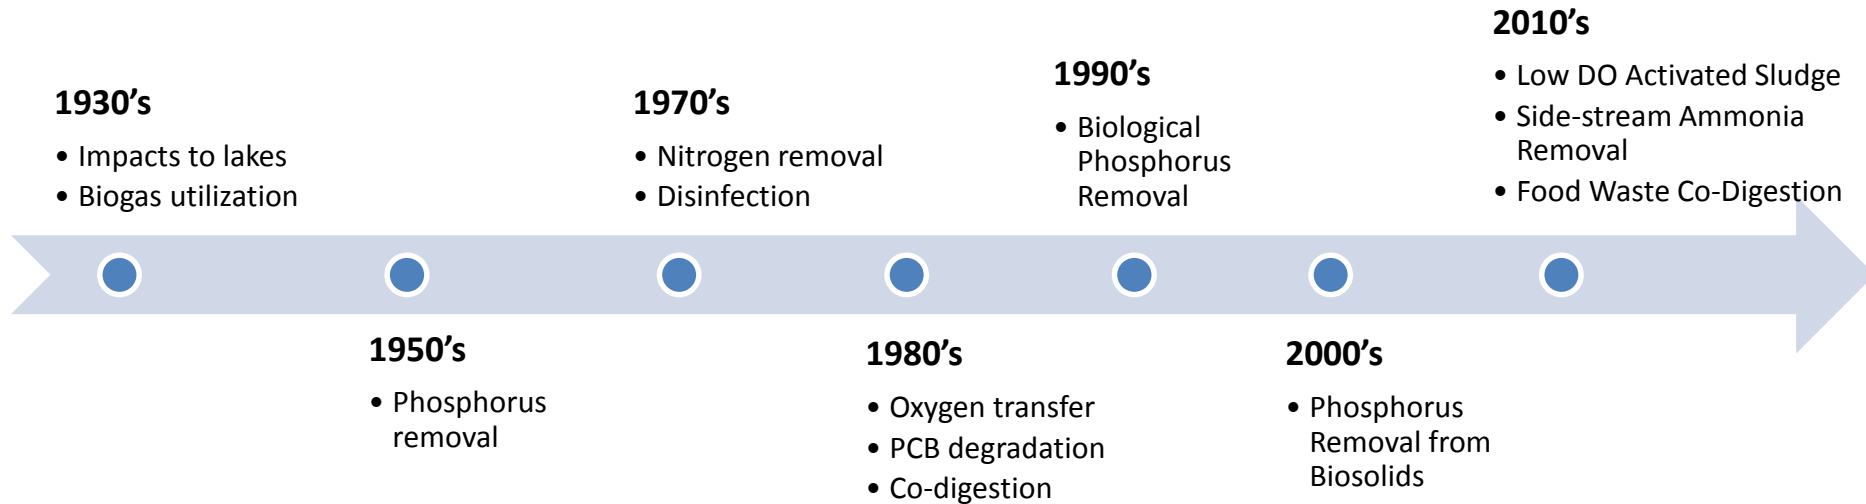 1930’s
• Impacts to lakes
• Biogas utilization
1950’s
• Phosphorus
removal
1970’s
• Nitrogen removal
• Disinfection
1980’s
• Oxygen transfer
• PCB degradation
• Co-digestion
1990’s
• Biological
Phosphorus
Removal
2000’s
• Phosphorus
Removal from
Biosolids
2010’s
• Low DO Activated Sludge
• Side-stream Ammonia
Removal
• Food Waste Co-Digestion